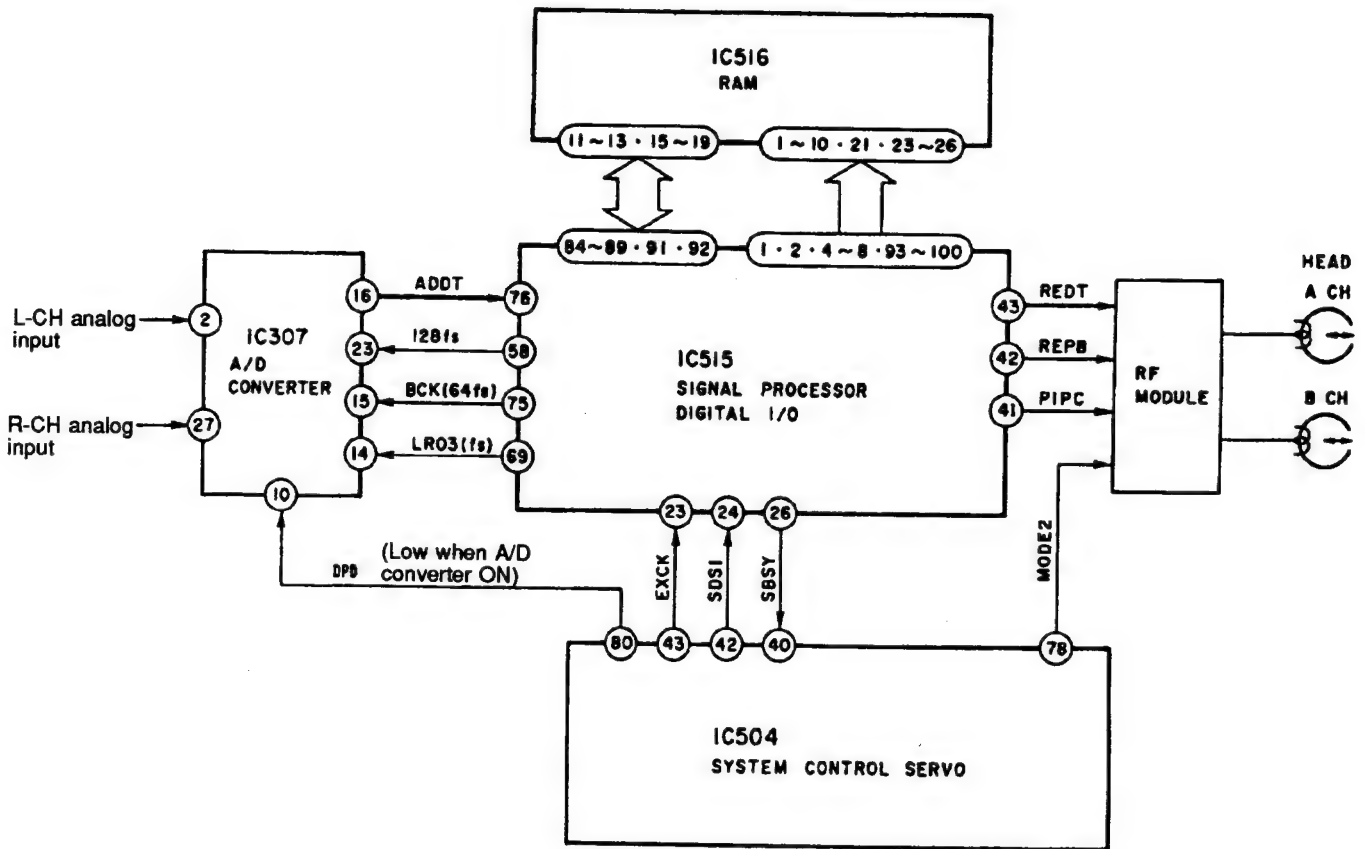 IC516
RAM
11~13・15~19
1~10・21・23~26
84~89・91・92
1・2・4~8・93~100
L-CH analog
input
2
IC307
A/D
CONVERTER
R-CH analog
input
27
10
16
ADDT
76
23
128fs
58
15
BCK(64fs)
75
14
LRO3(fs)
69
IC515
SIGNAL PROCESSOR
DIGITAL I/O
43
REDT
42
REPB
41
PIPC
RF
MODULE
HEAD
A CH
B CH
23
24
26
DPD
(Low when A/D
converter ON)
EXCK
SDSI
SBSY
MODE2
80
43
42
40
78
IC504
SYSTEM CONTROL SERVO